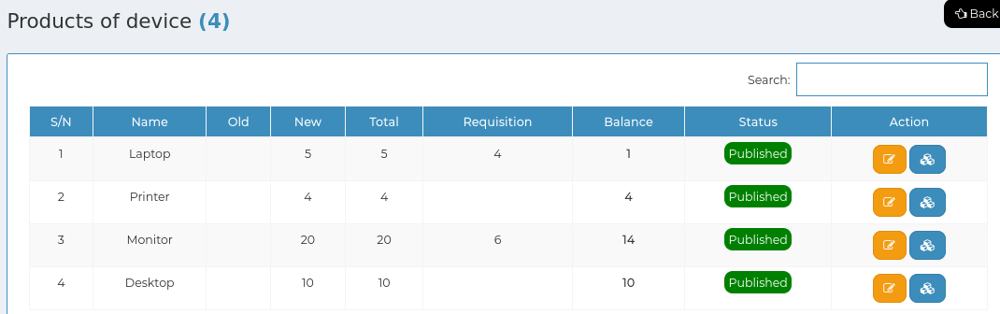 Products of device (4)
Back
Search:
S/N Name Old New Total Requisition Balance Status Action
1 Laptop 5 5 4 1 Published
2 Printer 4 4 4 Published
3 Monitor 20 20 6 14 Published
4 Desktop 10 10 10 Published